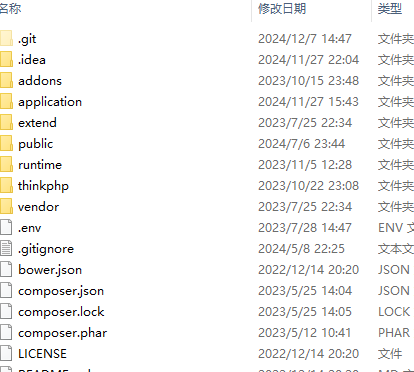 名称 修改日期 类型
.git 2024/12/7 14:47 文件夹
.idea 2024/11/27 22:04 文件夹
addons 2023/10/15 23:48 文件夹
application 2024/11/27 15:43 文件夹
extend 2023/7/25 22:34 文件夹
public 2024/7/6 23:44 文件夹
runtime 2023/11/5 12:28 文件夹
thinkphp 2023/10/22 23:08 文件夹
vendor 2023/7/25 22:34 文件夹
.env 2023/7/28 14:47 ENV 文
.gitignore 2024/5/8 22:25 文本文
bower.json 2022/12/14 20:20 JSON
composer.json 2023/5/25 14:04 JSON
composer.lock 2023/5/25 14:05 LOCK
composer.phar 2023/5/12 10:41 PHAR
LICENSE 2022/12/14 20:20 文件